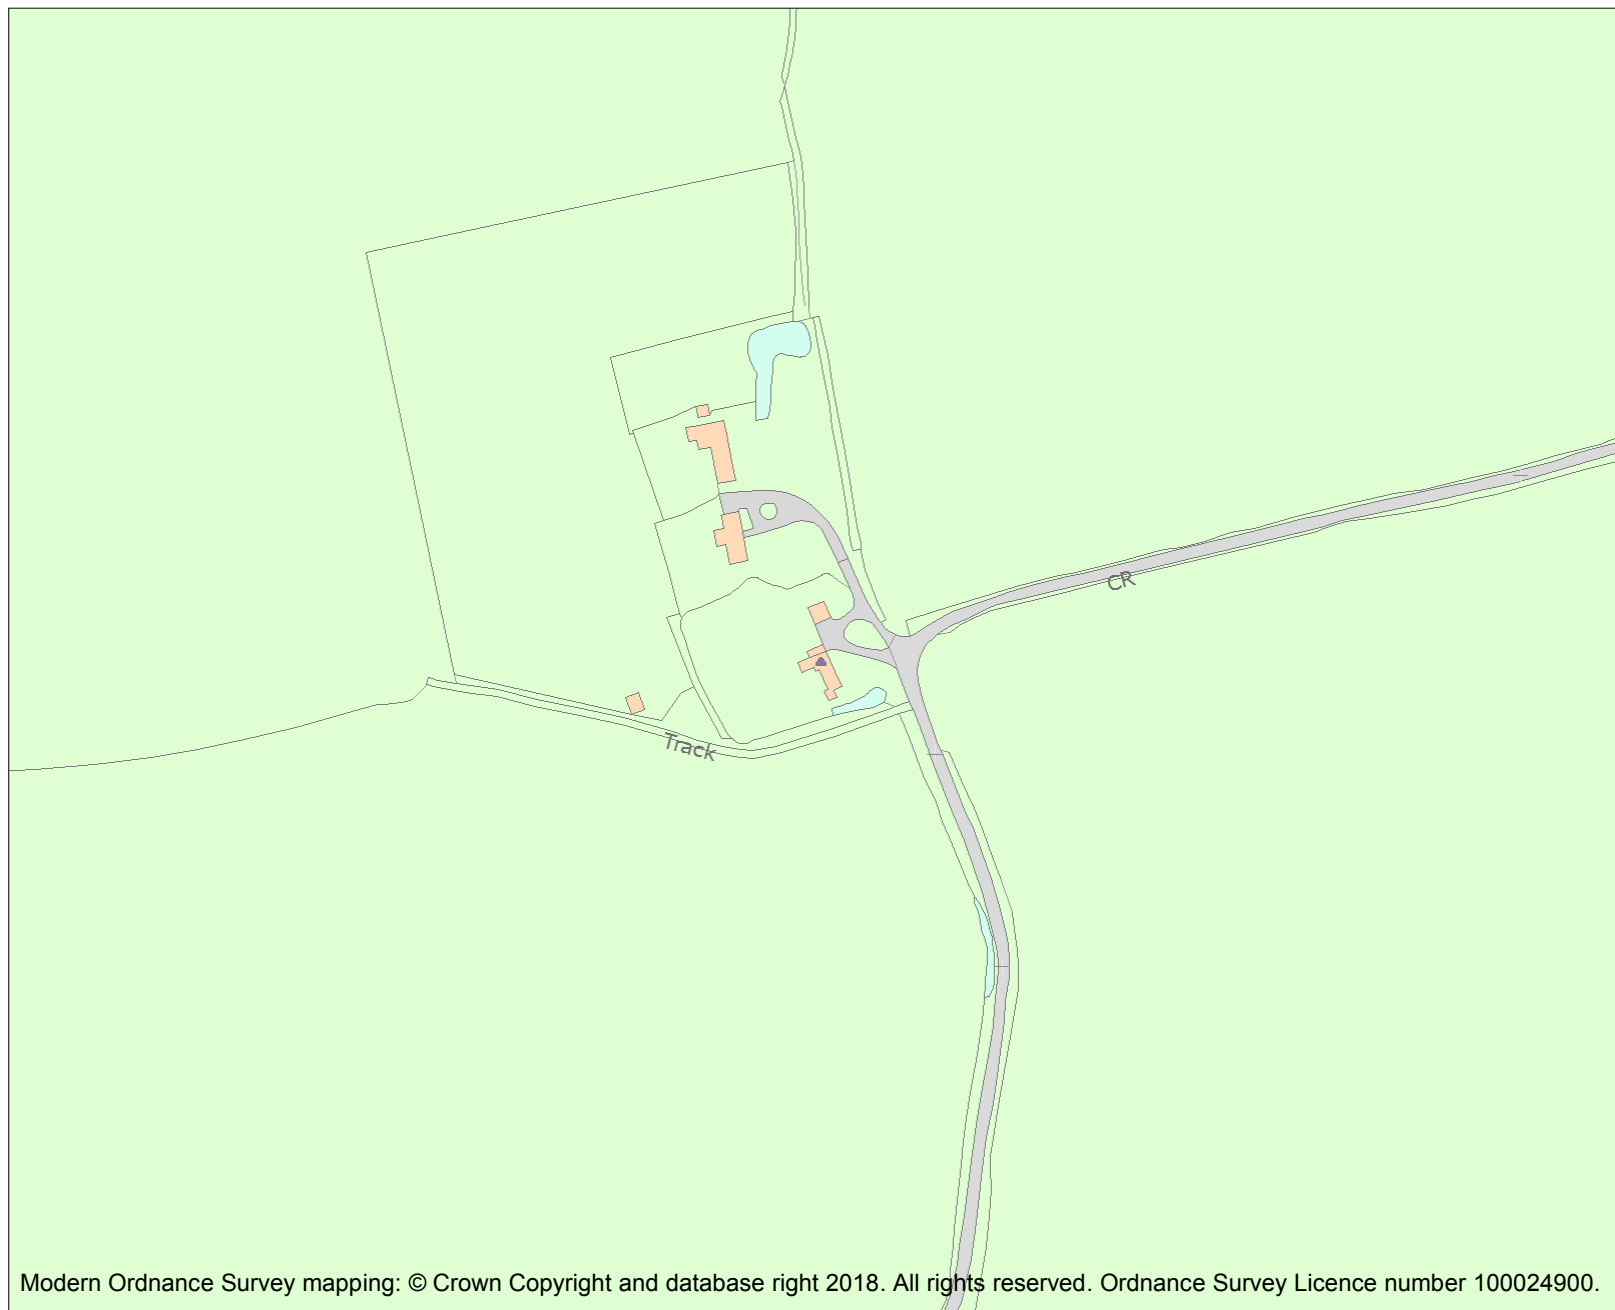 CR
Track
Modern Ordnance Survey mapping: © Crown Copyright and database right 2018. All rights reserved. Ordnance Survey Licence number 100024900.